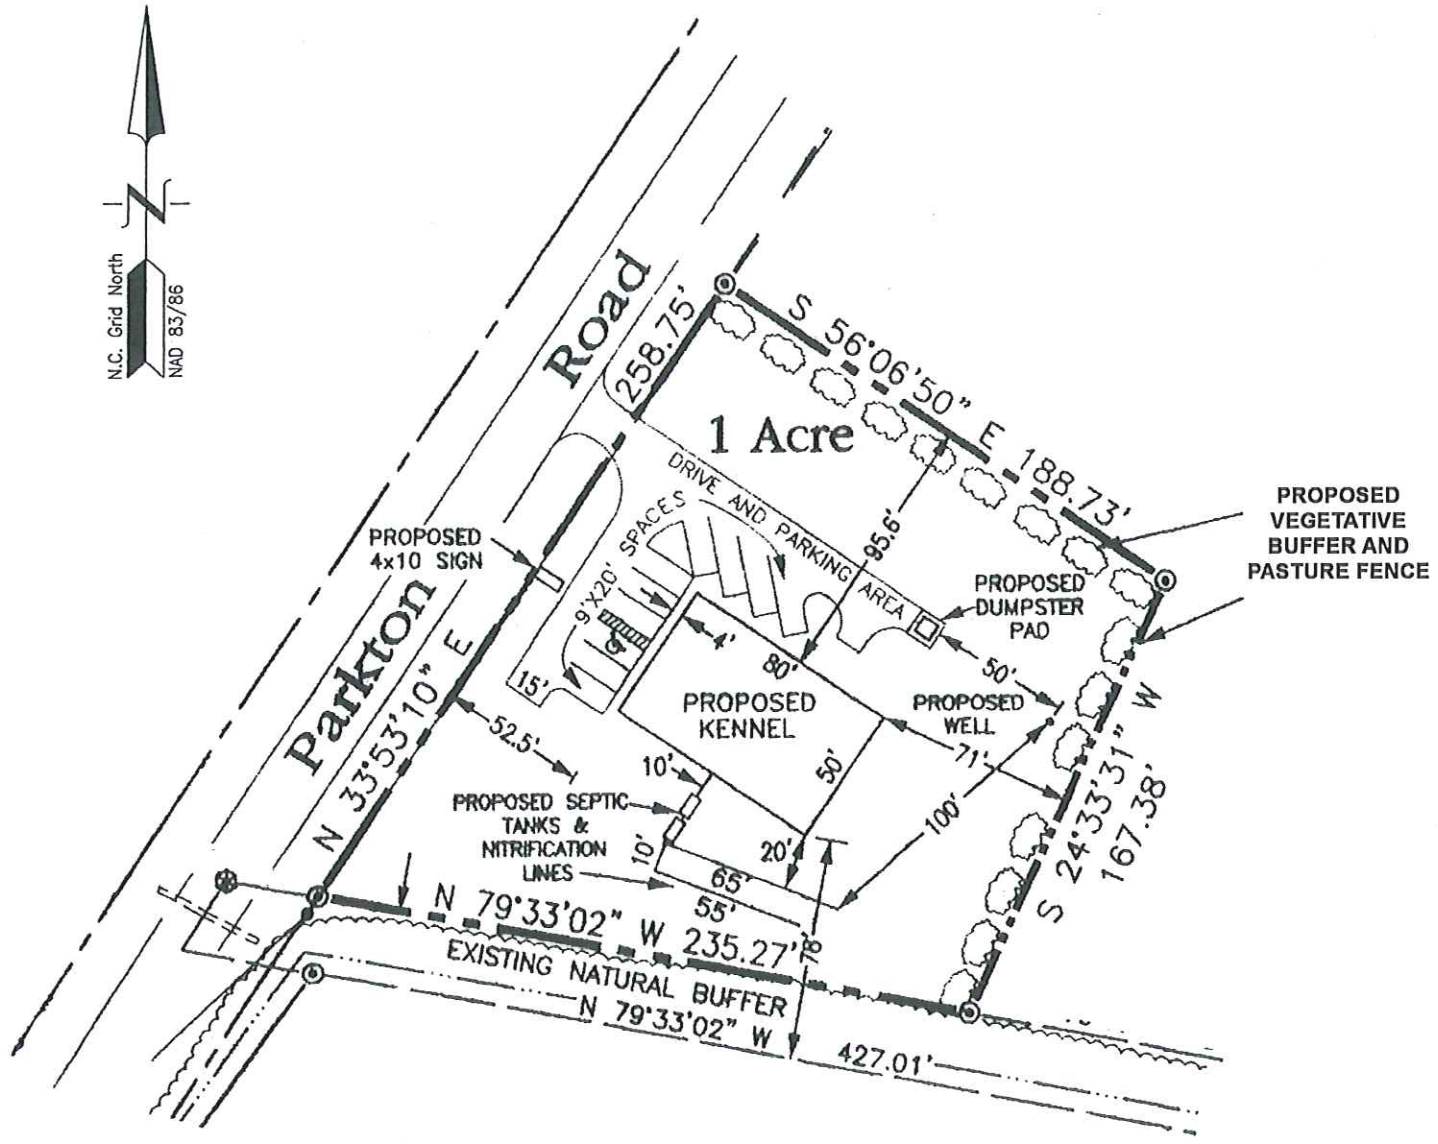 N
N.C. Grid North
NAD 83/86
Parkton Road
258.75'
N 33°53'10" E
S 56°06'50" E 188.73'
1 Acre
DRIVE AND PARKING AREA
9'X20' SPACES
PROPOSED
4x10 SIGN
95.6'
PROPOSED
VEGETATIVE
BUFFER AND
PASTURE FENCE
PROPOSED
DUMPSTER
PAD
4'
80'
50'
15'
PROPOSED
KENNEL
PROPOSED
WELL
52.5'
71'
50'
10'
100'
PROPOSED SEPTIC
TANKS &
NITRIFICATION
LINES
10'
20'
65'
55'
78'
S 24°33'31" W
167.38'
N 79°33'02" W 235.27'
EXISTING NATURAL BUFFER
N 79°33'02" W
427.01'